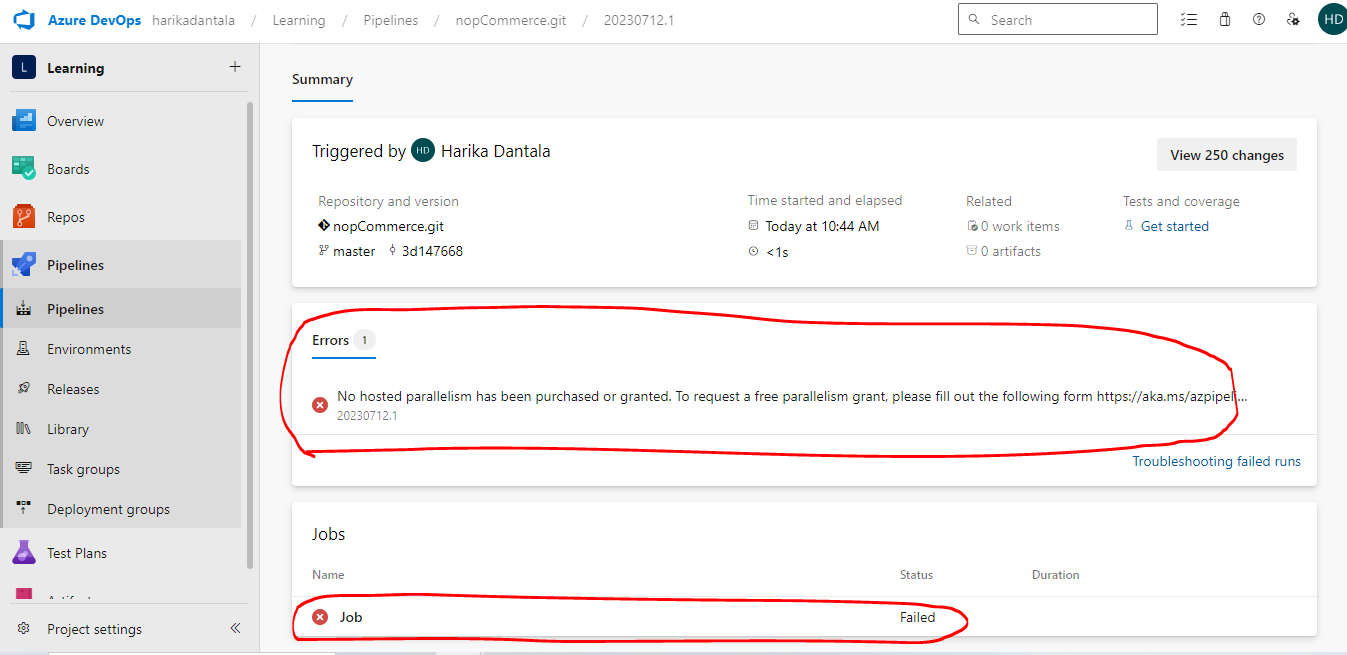 Azure DevOps harikadantala / Learning / Pipelines / nopCommerce.git / 20230712.1 Search HD
L Learning +
Overview
Boards
Repos
Pipelines
Pipelines
Environments
Releases
Library
Task groups
Deployment groups
Test Plans
Project settings
Summary
Triggered by HD Harika Dantala
View 250 changes
Repository and version
nopCommerce.git
master 3d147668
Time started and elapsed
Today at 10:44 AM
<1s
Related
0 work items
0 artifacts
Tests and coverage
Get started
Errors 1
No hosted parallelism has been purchased or granted. To request a free parallelism grant, please fill out the following form https://aka.ms/azpipeli...
20230712.1
Troubleshooting failed runs
Jobs
Name Status Duration
Job Failed